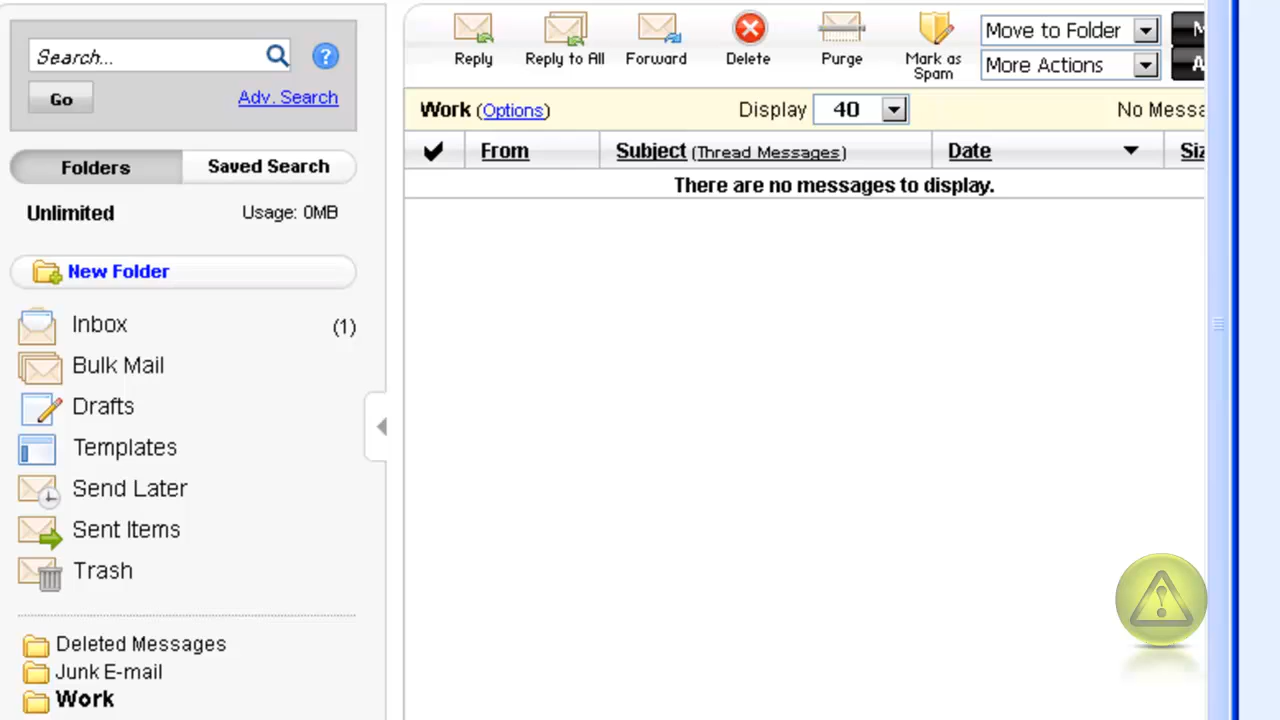 Search...
Go
Adv. Search
Folders
Saved Search
Unlimited
Usage: 0MB
New Folder
Inbox (1)
Bulk Mail
Drafts
Templates
Send Later
Sent Items
Trash
Deleted Messages
Junk E-mail
Work
Reply
Reply to All
Forward
Delete
Purge
Mark as
Spam
Move to Folder
More Actions
M
A
Work (Options)
Display 40
No Messa
From
Subject (Thread Messages)
Date
Siz
There are no messages to display.